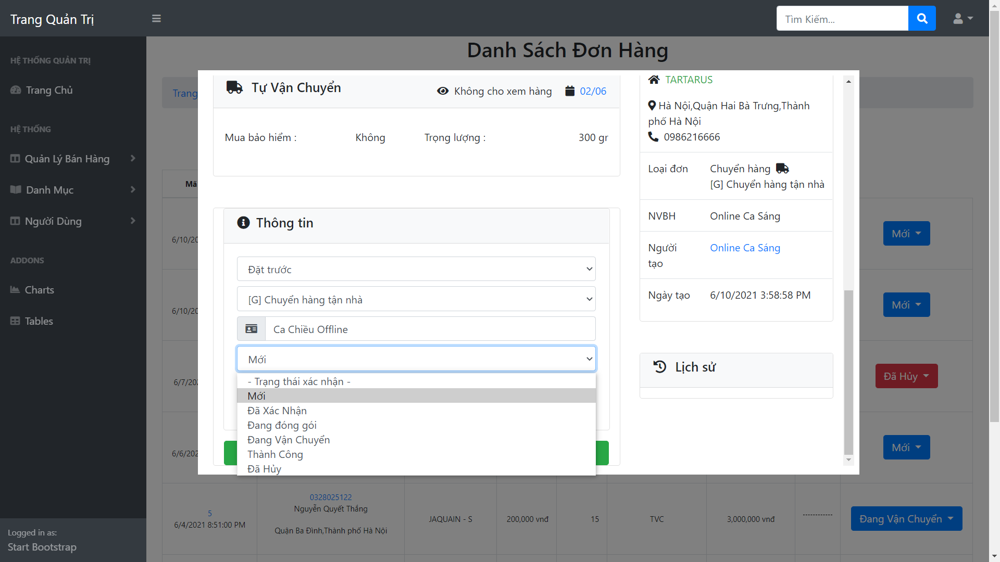 Trang Quản Trị
Tìm Kiếm...
HỆ THỐNG QUẢN TRỊ
Trang Chủ
HỆ THỐNG
Quản Lý Bán Hàng
Danh Mục
Người Dùng
ADDONS
Charts
Tables
Logged in as:
Start Bootstrap
Danh Sách Đơn Hàng
Trang
Mã
6/10/20
6/10/20
6/7/202
6/6/202
Tự Vận Chuyển
Không cho xem hàng
02/06
Mua bảo hiểm :
Không
Trọng lượng :
300 gr
Thông tin
Đặt trước
[G] Chuyển hàng tận nhà
Ca Chiều Offline
Mới
- Trạng thái xác nhận -
Mới
Đã Xác Nhận
Đang đóng gói
Đang Vận Chuyển
Thành Công
Đã Hủy
TARTARUS
Hà Nội,Quận Hai Bà Trưng,Thành
phố Hà Nội
0986216666
Loại đơn
Chuyển hàng
[G] Chuyển hàng tận nhà
NVBH
Online Ca Sáng
Người
tạo
Online Ca Sáng
Ngày tạo
6/10/2021 3:58:58 PM
Lịch sử
Mới
Mới
Đã Hủy
Mới
5
6/4/2021 8:51:00 PM
0328025122
Nguyễn Quyết Thắng
Quận Ba Đình,Thành phố Hà Nội
JAQUAIN - S
200,000 vnđ
15
TVC
3,000,000 vnđ
------------
Đang Vận Chuyển